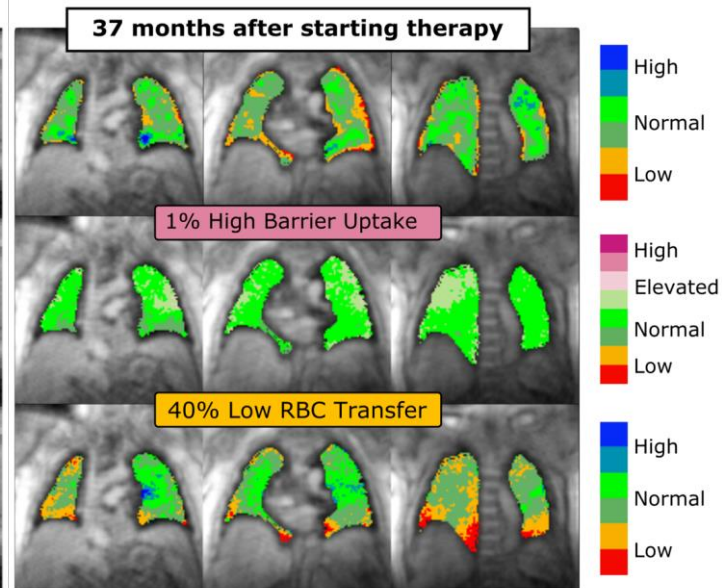 37 months after starting therapy
High
Normal
Low
1% High Barrier Uptake
High
Elevated
Normal
Low
40% Low RBC Transfer
High
Normal
Low